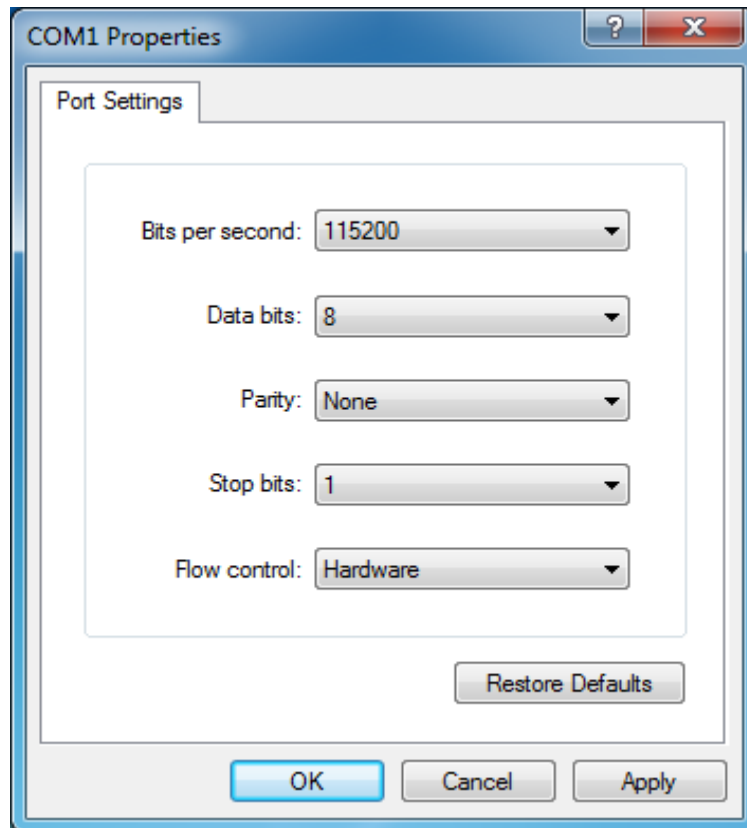 COM1 Properties
Port Settings
Bits per second: 115200
Data bits: 8
Parity: None
Stop bits: 1
Flow control: Hardware
Restore Defaults
OK Cancel Apply